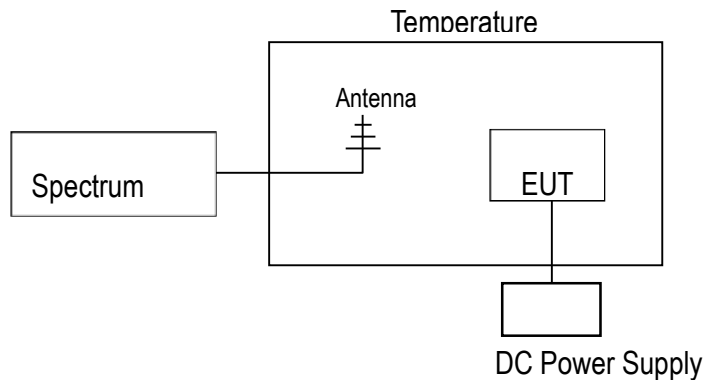 Temperature
Antenna
Spectrum
EUT
DC Power Supply